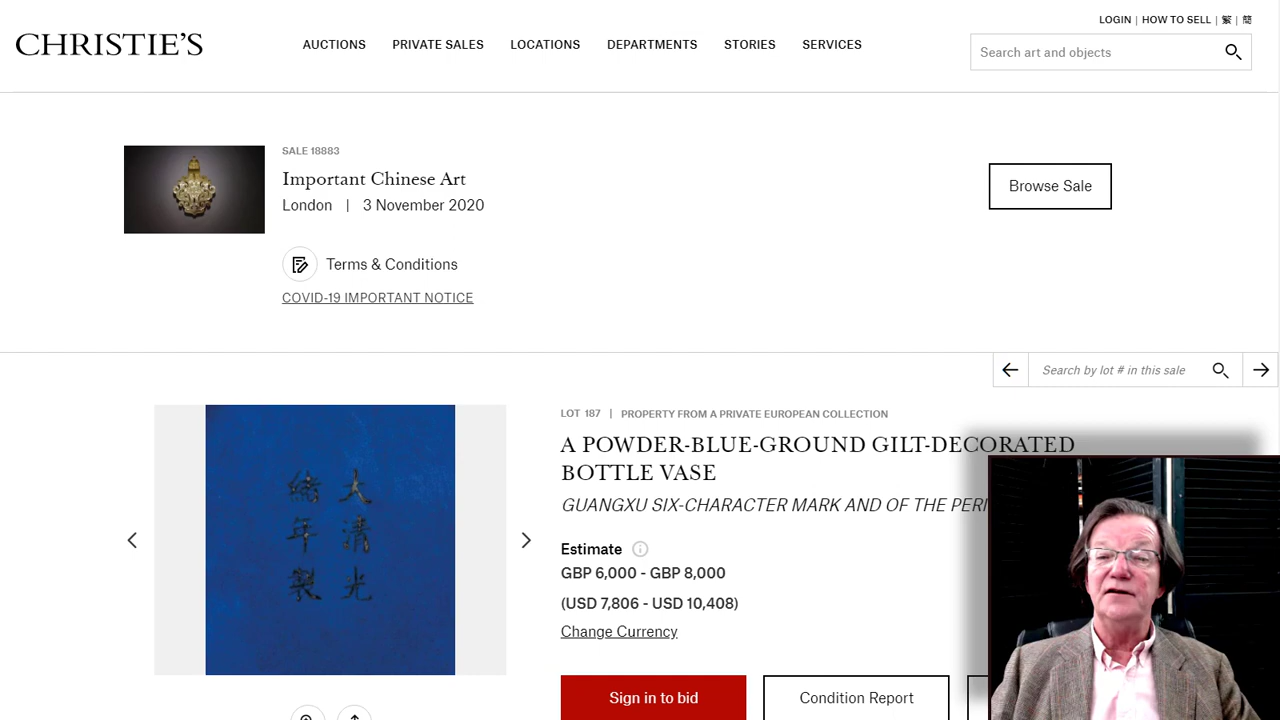 LOGIN | HOW TO SELL | 繁 | 簡
CHRISTIE'S
AUCTIONS PRIVATE SALES LOCATIONS DEPARTMENTS STORIES SERVICES
Search art and objects
SALE 18883
Important Chinese Art
London | 3 November 2020
Browse Sale
Terms & Conditions
COVID-19 IMPORTANT NOTICE
Search by lot # in this sale
大清光
緒年製
LOT 187 | PROPERTY FROM A PRIVATE EUROPEAN COLLECTION
A POWDER-BLUE-GROUND GILT-DECORATED
BOTTLE VASE
GUANGXU SIX-CHARACTER MARK AND OF THE PERI
Estimate
GBP 6,000 - GBP 8,000
(USD 7,806 - USD 10,408)
Change Currency
Sign in to bid
Condition Report